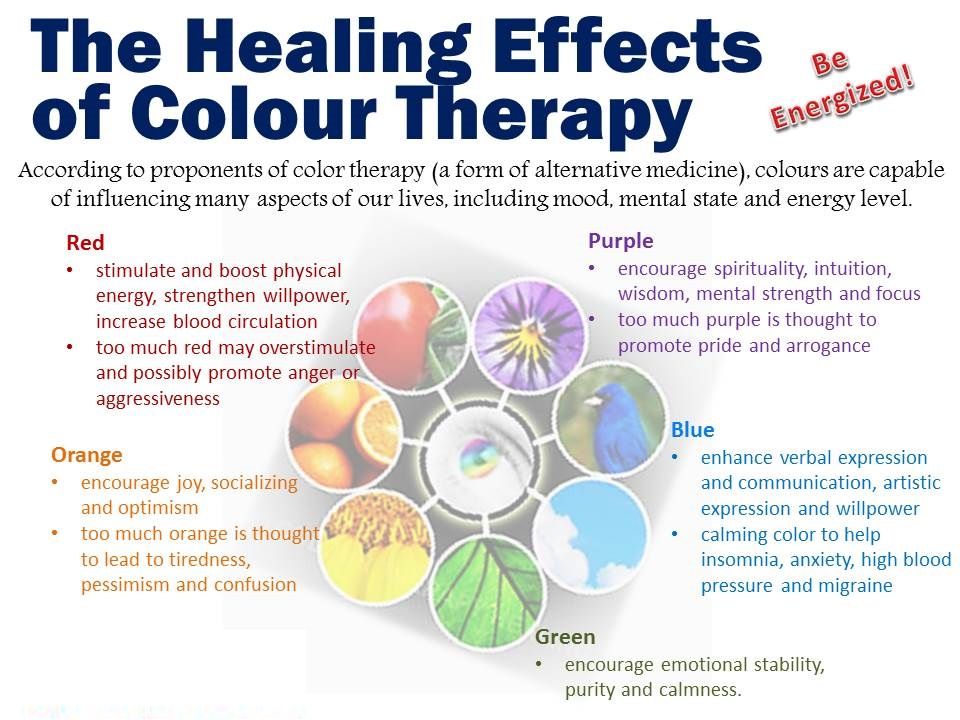 The Healing Effects
of Colour Therapy
Be
Energized!
According to proponents of color therapy (a form of alternative medicine), colours are capable
of influencing many aspects of our lives, including mood, mental state and energy level.
Red
• stimulate and boost physical
energy, strengthen willpower,
increase blood circulation
• too much red may overstimulate
and possibly promote anger or
aggressiveness
Orange
• encourage joy, socializing
and optimism
• too much orange is thought
to lead to tiredness,
pessimism and confusion
Purple
• encourage spirituality, intuition,
wisdom, mental strength and focus
• too much purple is thought to
promote pride and arrogance
Blue
• enhance verbal expression
and communication, artistic
expression and willpower
• calming color to help
insomnia, anxiety, high blood
pressure and migraine
Green
• encourage emotional stability,
purity and calmness.